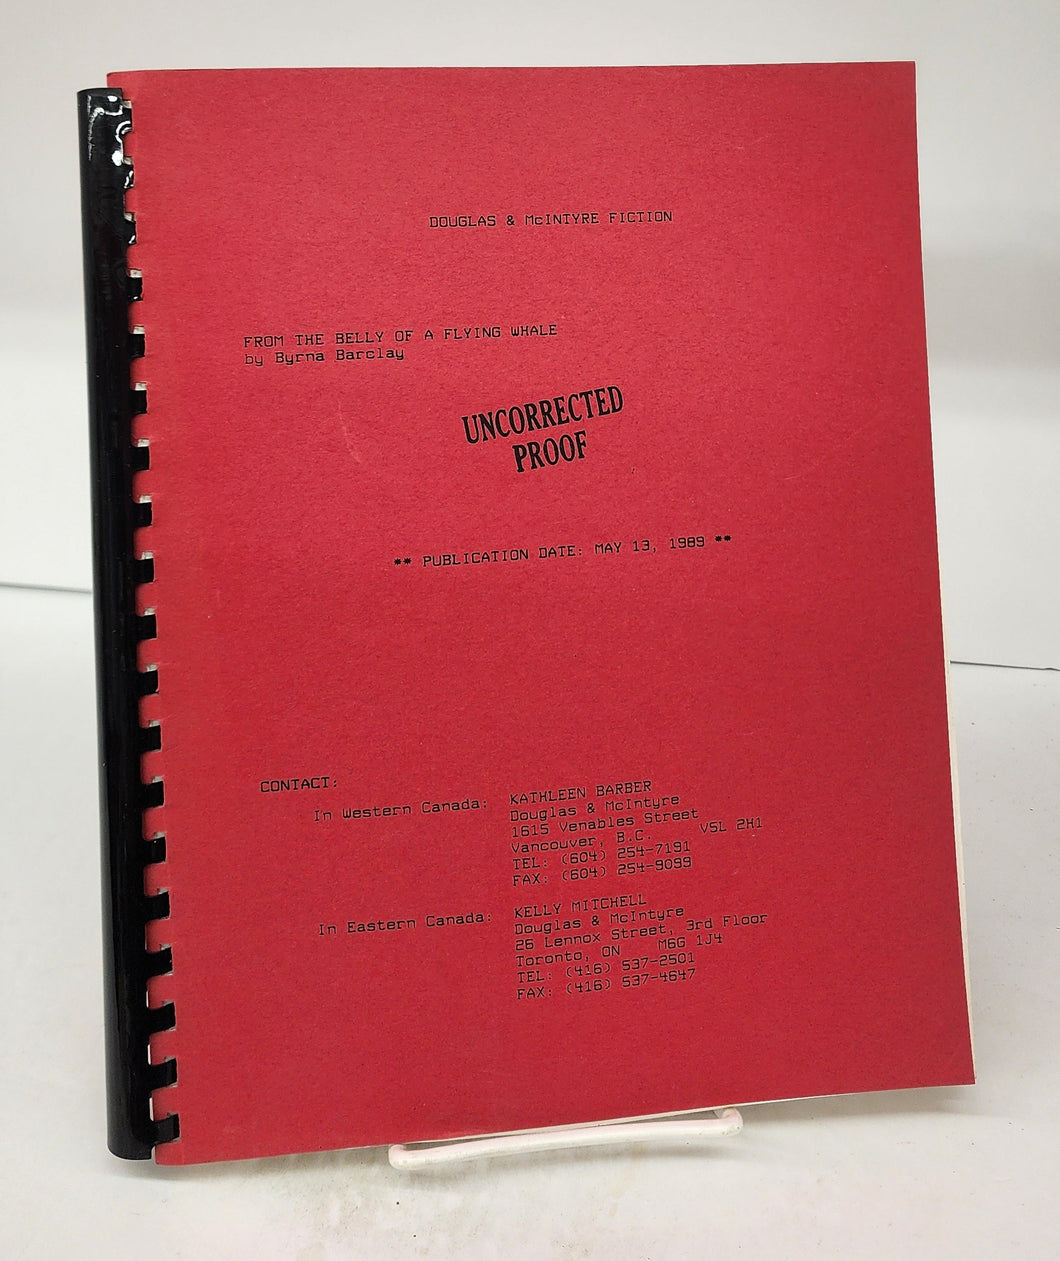 DOUGLAS & McINTYRE FICTION
FROM THE BELLY OF A FLYING WHALE
by Byrna Barclay
UNCORRECTED
PROOF
** PUBLICATION DATE: MAY 13, 1989 **
CONTACT:
In Western Canada: KATHLEEN BARBER
Douglas & McIntyre
1615 Venables Street
Vancouver, B.C. V5L 2H1
TEL: (604) 254-7191
FAX: (604) 254-9099
In Eastern Canada: KELLY MITCHELL
Douglas & McIntyre
26 Lennox Street, 3rd Floor
Toronto, ON M6G 1J4
TEL: (416) 537-2501
FAX: (416) 537-4647